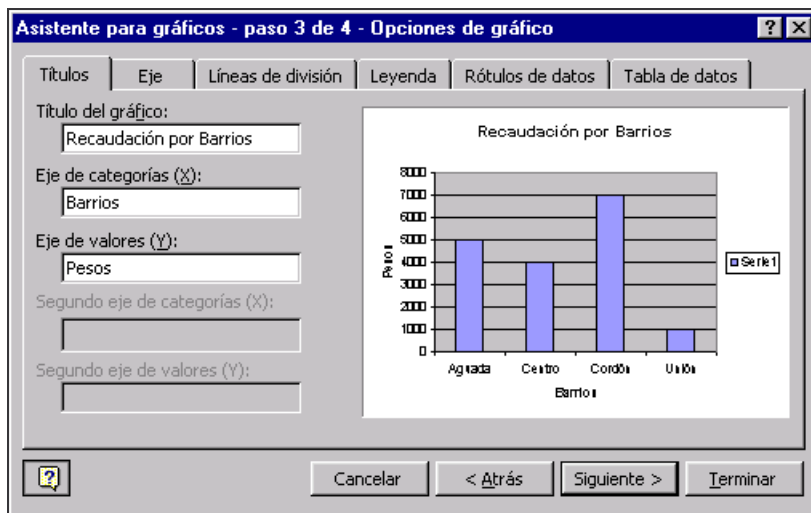 Asistente para gráficos - paso 3 de 4 - Opciones de gráfico
Títulos Eje Líneas de división Leyenda Rótulos de datos Tabla de datos
Título del gráfico:
Recaudación por Barrios
Eje de categorías (X):
Barrios
Eje de valores (Y):
Pesos
Segundo eje de categorías (X):
Segundo eje de valores (Y):
Recaudación por Barrios
8000
7000
6000
5000
4000
3000
2000
1000
0
Pesos
Aguada Centro Cordón Unión
Barrios
Serie1
Cancelar < Atrás Siguiente > Terminar